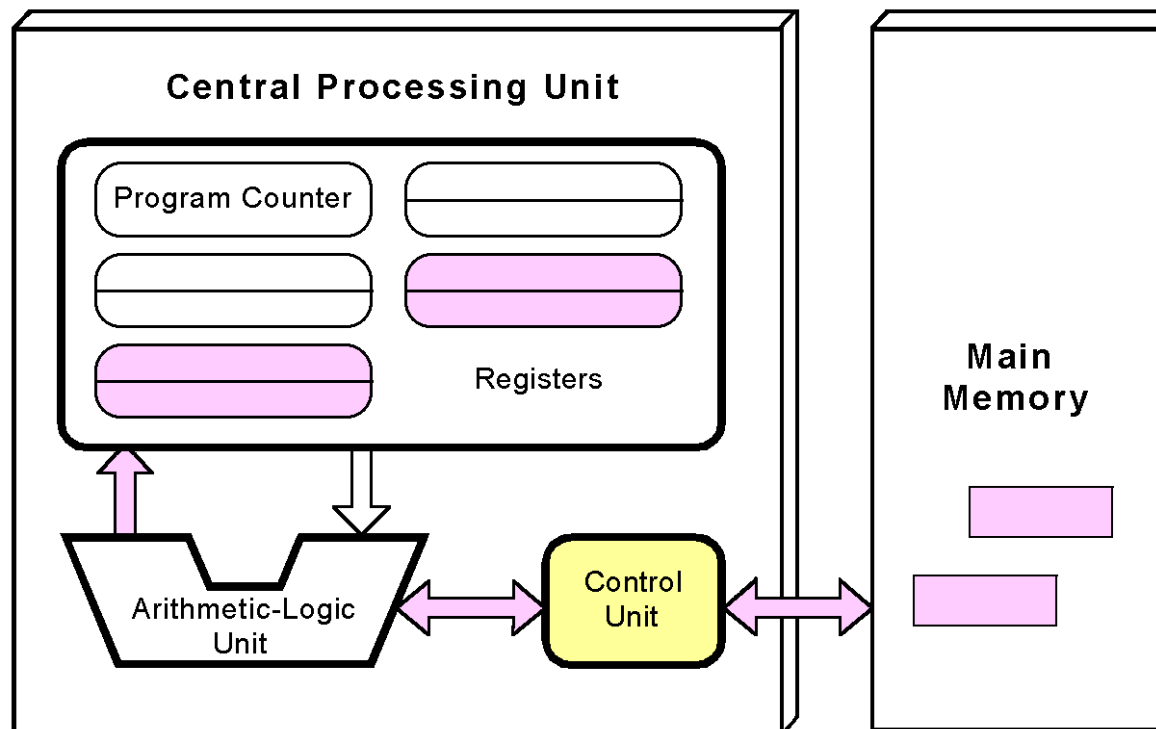 Central Processing Unit
Program Counter
Registers
Main
Memory
Arithmetic-Logic
Unit
Control
Unit